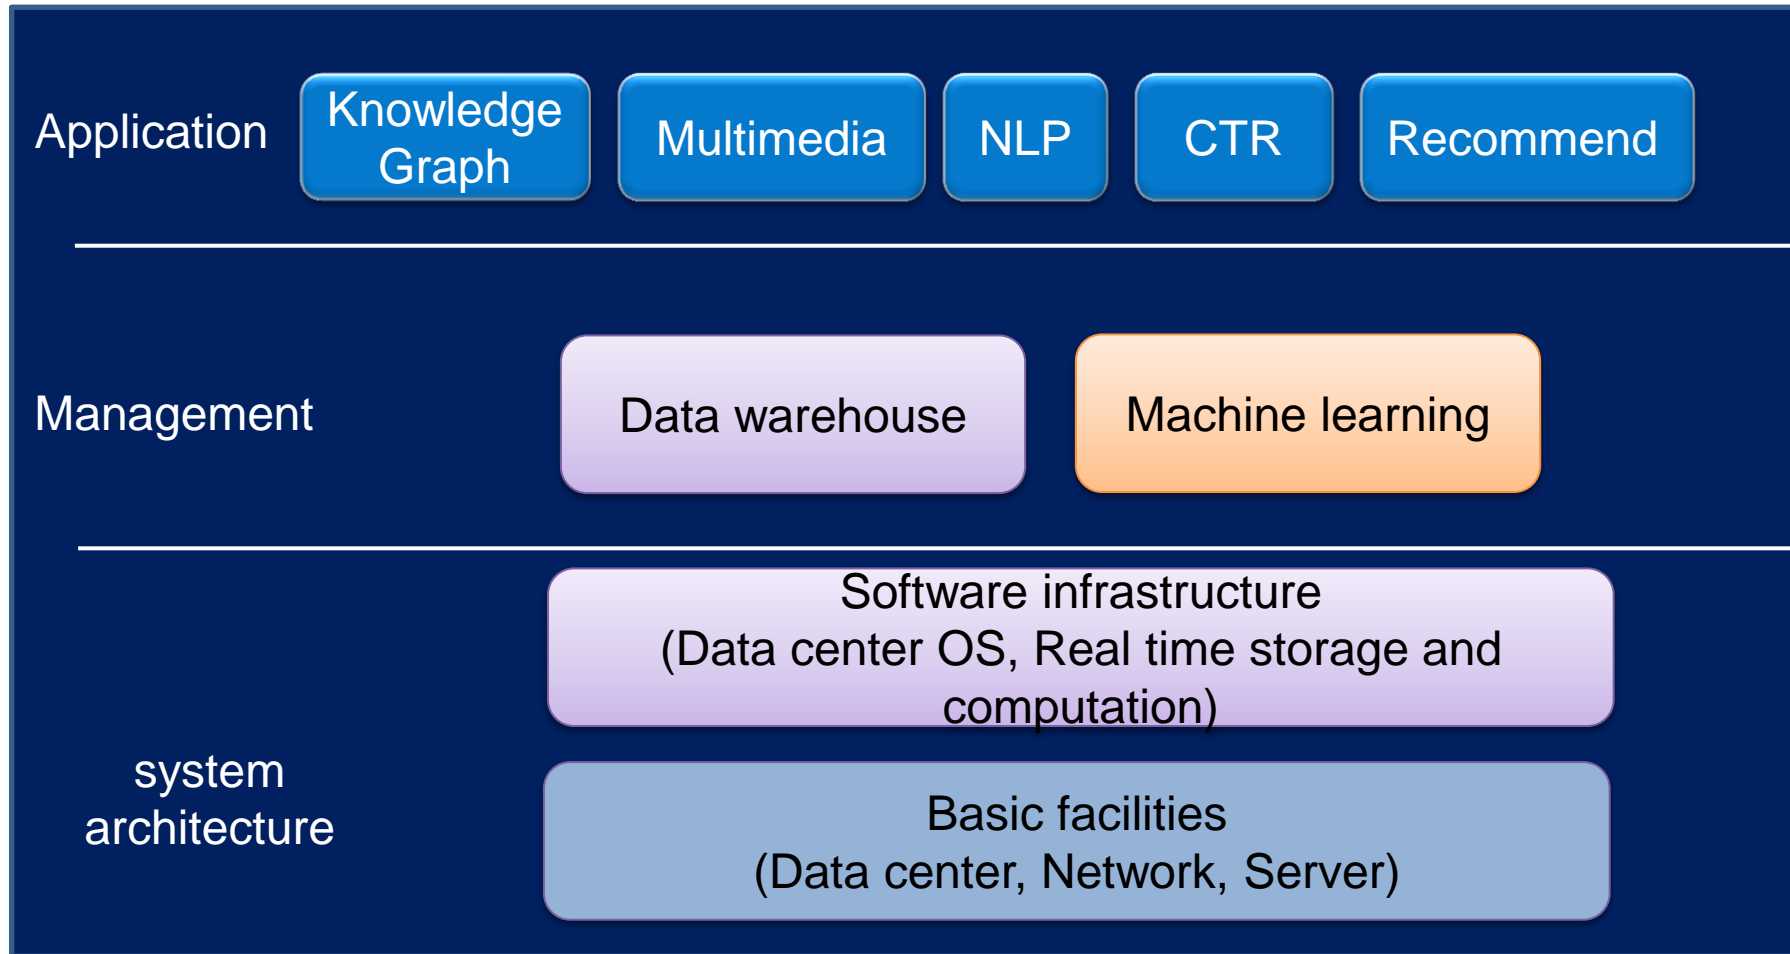 Application
Knowledge
Graph
Multimedia
NLP
CTR
Recommend
Management
Data warehouse
Machine learning
system
architecture
Software infrastructure
(Data center OS, Real time storage and
computation)
Basic facilities
(Data center, Network, Server)